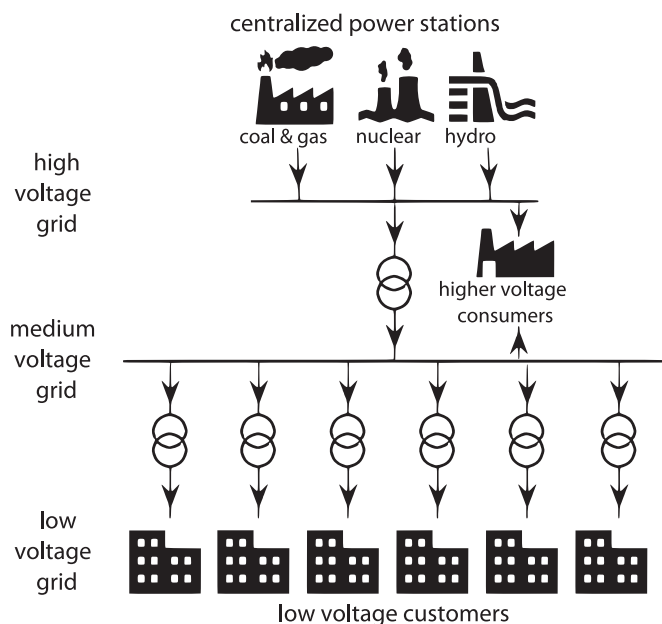 centralized power stations
coal & gas
nuclear
hydro
high
voltage
grid
higher voltage
consumers
medium
voltage
grid
low
voltage
grid
low voltage customers